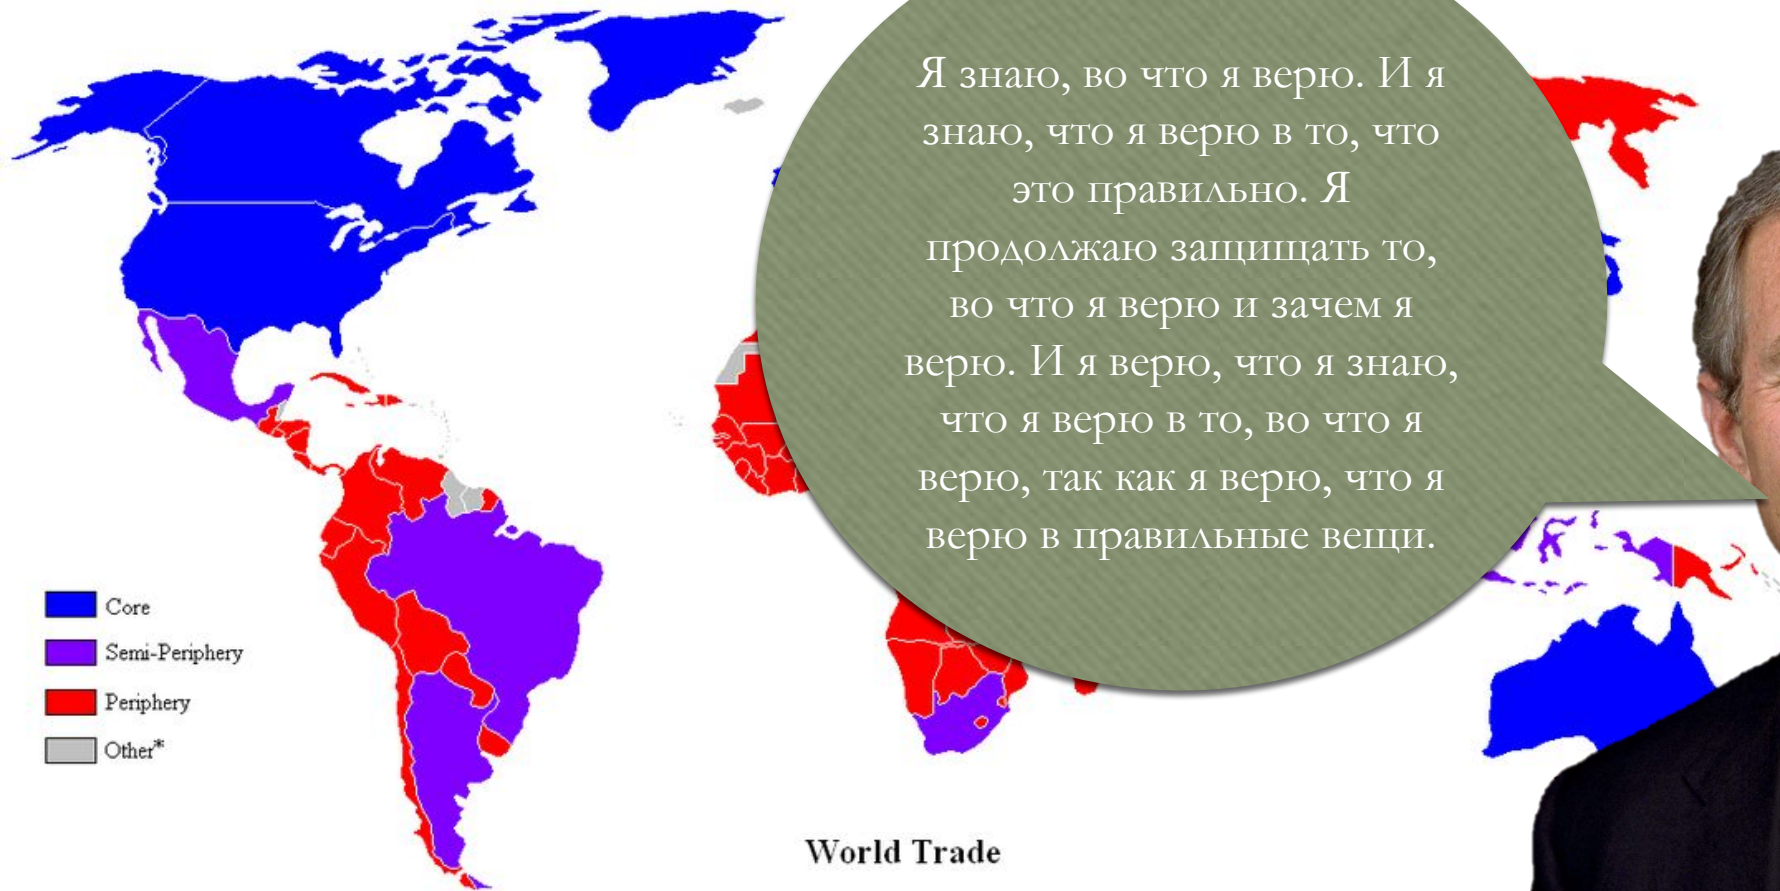 Я знаю, во что я верю. И я
знаю, что я верю в то, что
это правильно. Я
продолжаю защищать то,
во что я верю и зачем я
верю. И я верю, что я знаю,
что я верю в то, во что я
верю, так как я верю, что я
верю в правильные вещи.
Core
Semi-Periphery
Periphery
Other*
World Trade